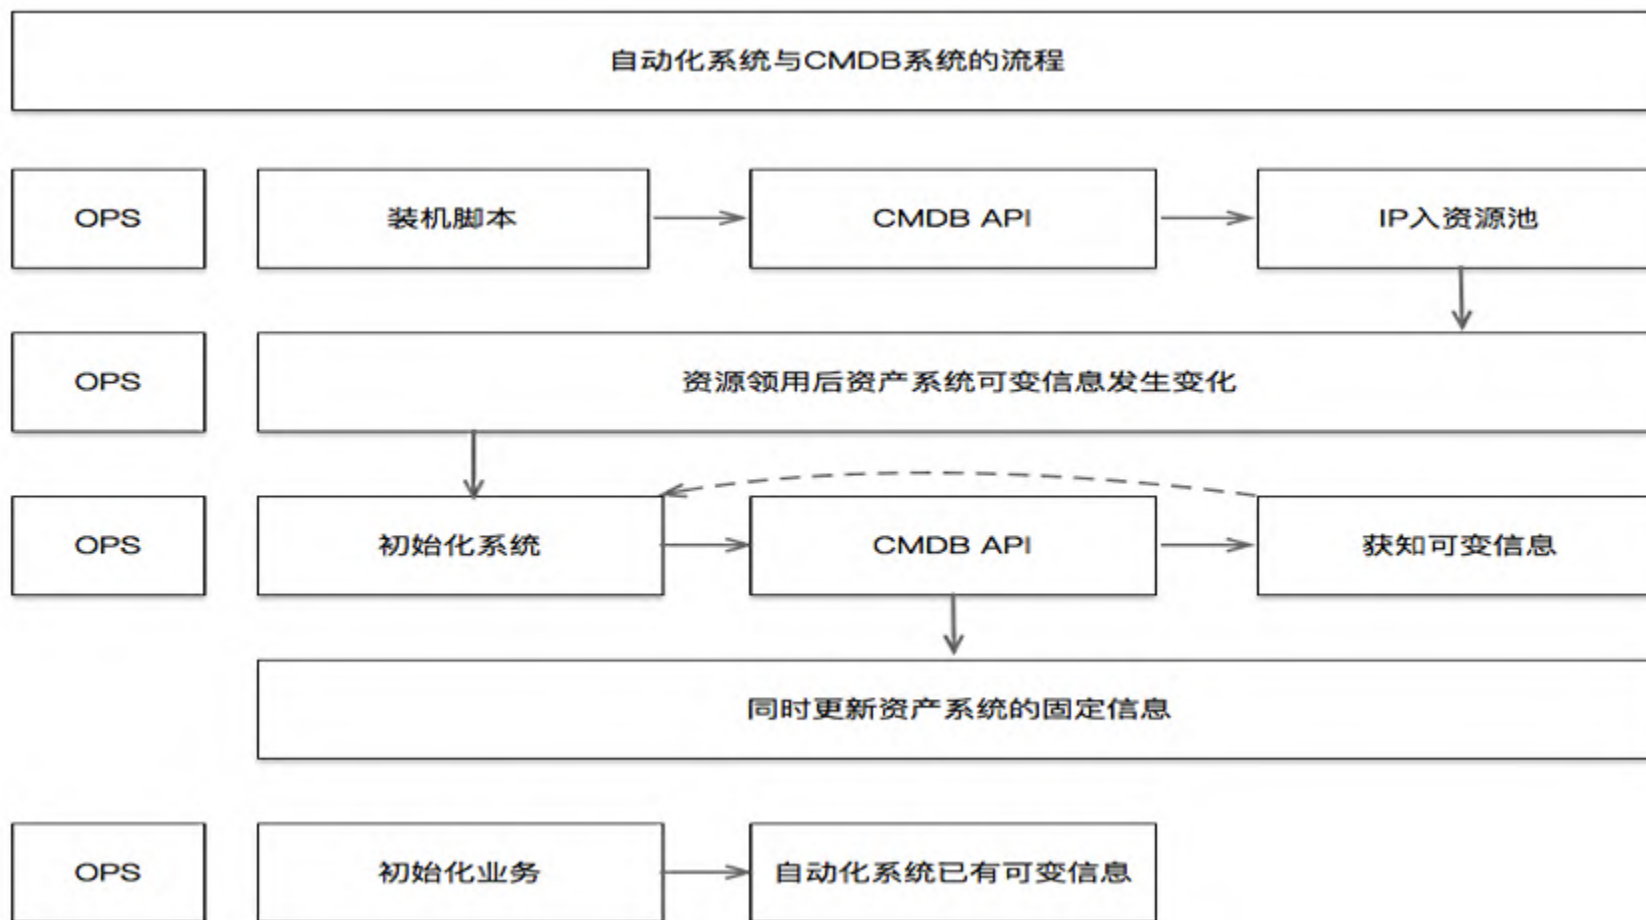 自动化系统与CMDB系统的流程
OPS
装机脚本
CMDB API
IP入资源池
OPS
资源领用后资产系统可变信息发生变化
OPS
初始化系统
CMDB API
获知可变信息
同时更新资产系统的固定信息
OPS
初始化业务
自动化系统已有可变信息